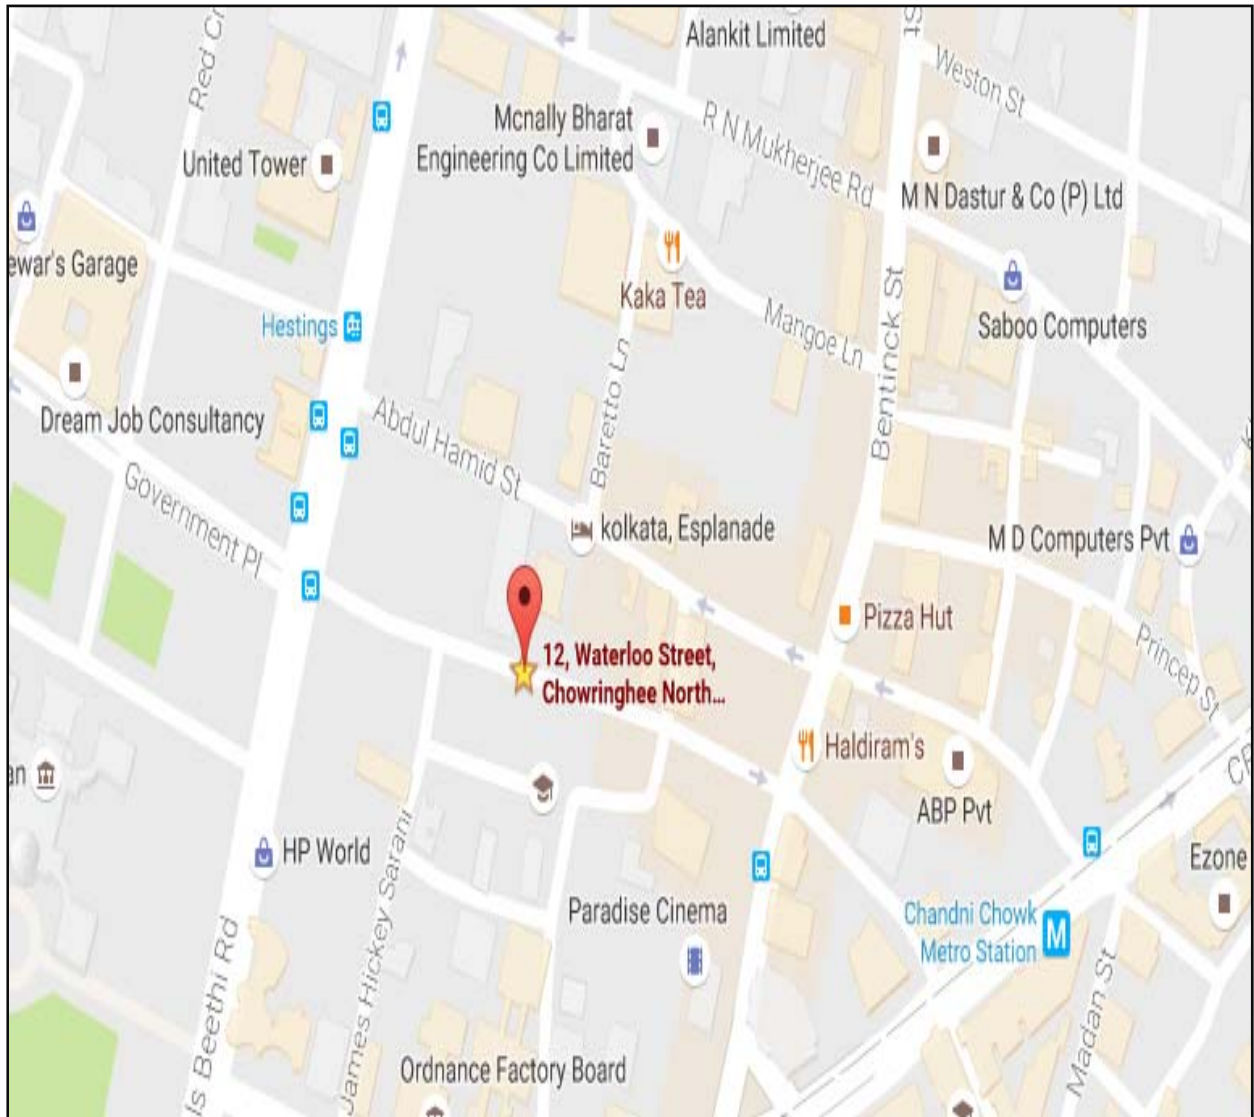 Red Cr
Alankit Limited
St
Weston St
Mcnally Bharat
Engineering Co Limited
R N Mukherjee Rd
United Tower
M N Dastur & Co (P) Ltd
ewar's Garage
Kaka Tea
Hestings
Mangoe Ln
Bentinck St
Saboo Computers
Dream Job Consultancy
Abdul Hamid St
Baretto Ln
Government Pl
kolkata, Esplanade
M D Computers Pvt
Pizza Hut
12, Waterloo Street,
Chowringhee North...
Princep St
an
Haldiram's
ABP Pvt
HP World
Ezone
James Hickey Sarani
Paradise Cinema
Chandni Chowk
Metro Station
M
ls Beethi Rd
Madan St
Ordnance Factory Board